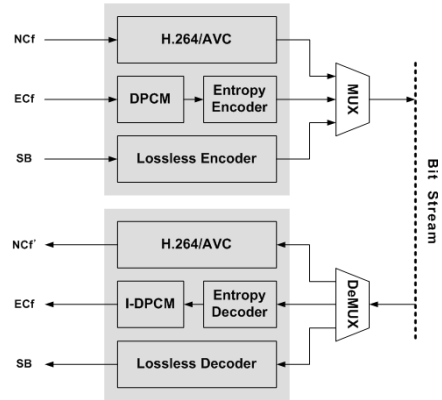 NCf
H.264/AVC
ECf
DPCM
Entropy
Encoder
MUX
SB
Lossless Encoder
Bit Stream
NCf'
H.264/AVC
ECf
I-DPCM
Entropy
Decoder
DeMUX
SB
Lossless Decoder